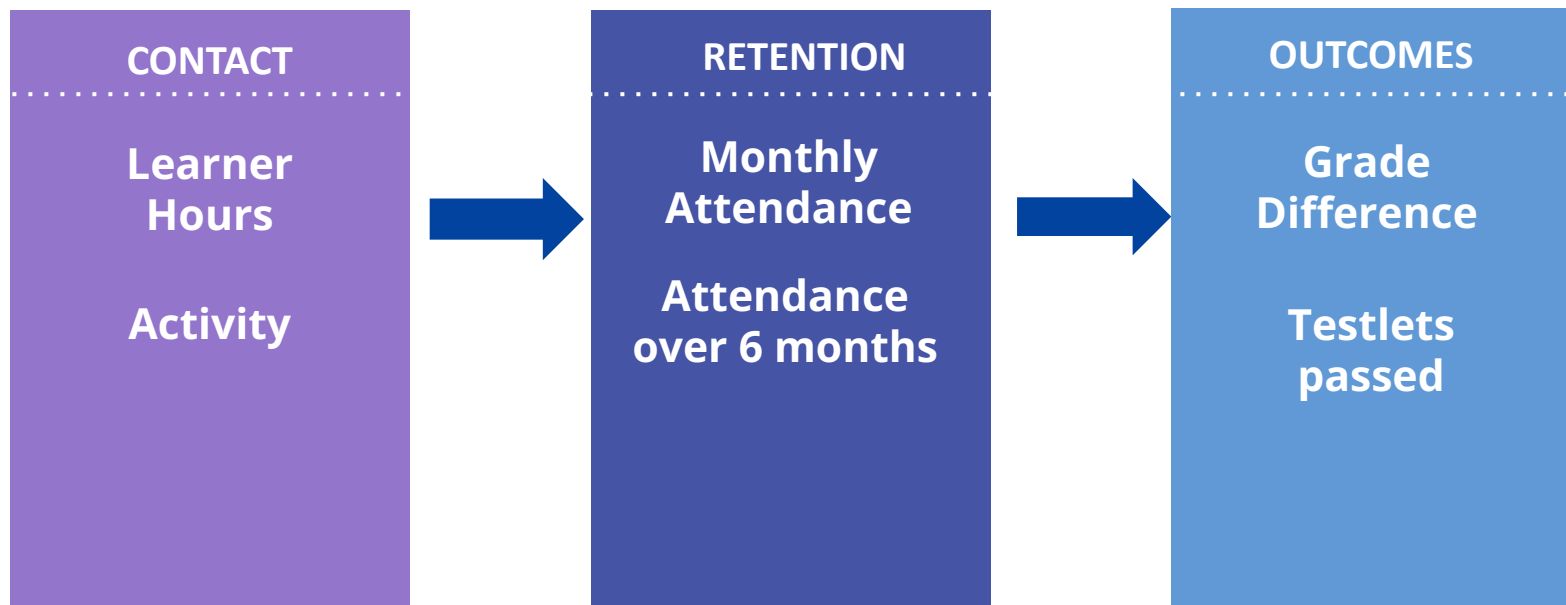 CONTACT
Learner
Hours
Activity
RETENTION
Monthly
Attendance
Attendance
over 6 months
OUTCOMES
Grade
Difference
Testlets
passed